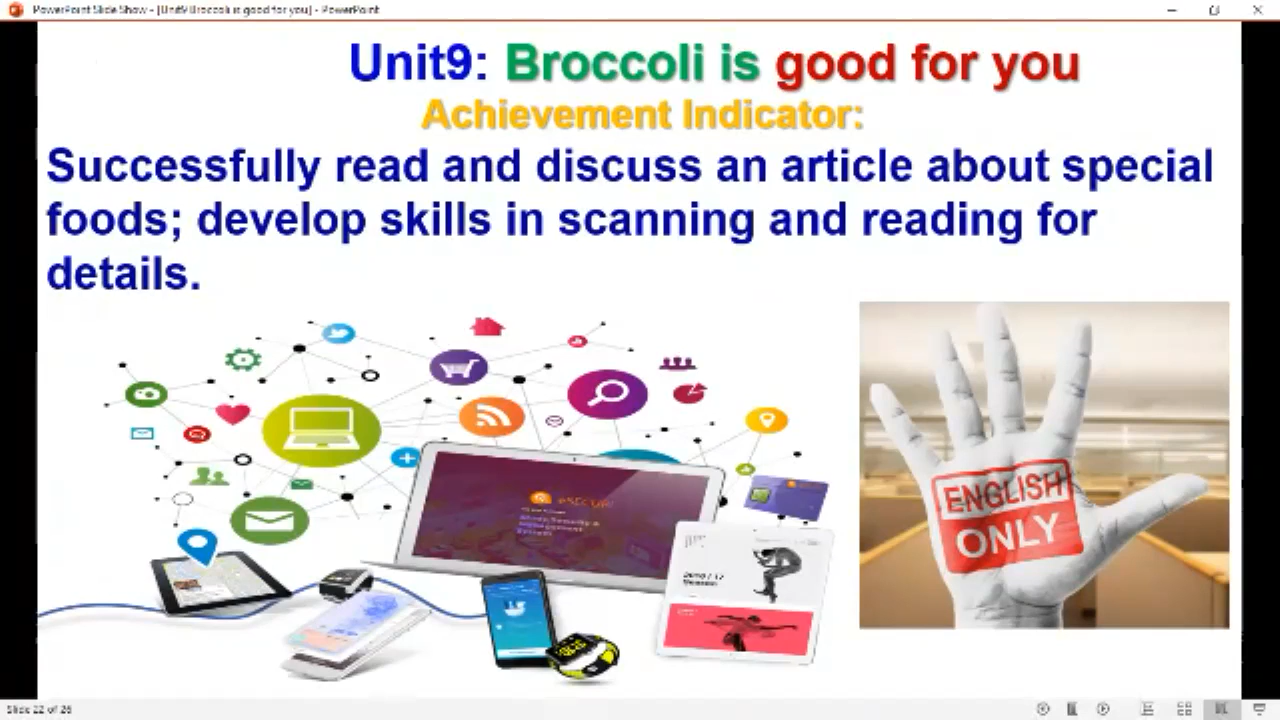 PowerPoint Slide Show - [Unit9 Broccoli is good for you] - PowerPoint
Unit9: Broccoli is good for you
Achievement Indicator:
Successfully read and discuss an article about special
foods; develop skills in scanning and reading for
details.
ENGLISH
ONLY
Slide 22 of 26